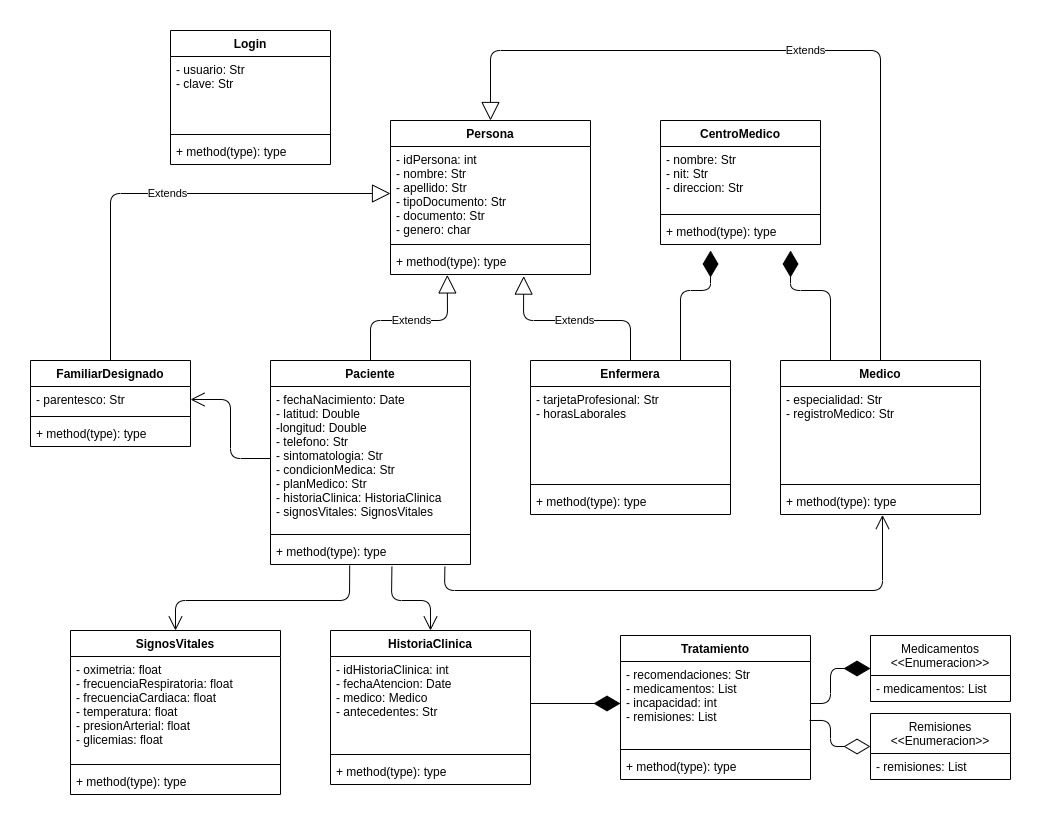 Login
- usuario: Str
- clave: Str
+ method(type): type
Extends
Persona
- idPersona: int
- nombre: Str
- apellido: Str
- tipoDocumento: Str
- documento: Str
- genero: char
+ method(type): type
CentroMedico
- nombre: Str
- nit: Str
- direccion: Str
+ method(type): type
Extends
Extends
Extends
FamiliarDesignado
- parentesco: Str
+ method(type): type
Paciente
- fechaNacimiento: Date
- latitud: Double
-longitud: Double
- telefono: Str
- sintomatologia: Str
- condicionMedica: Str
- planMedico: Str
- historiaClinica: HistoriaClinica
- signosVitales: SignosVitales
+ method(type): type
Enfermera
- tarjetaProfesional: Str
- horasLaborales
+ method(type): type
Medico
- especialidad: Str
- registroMedico: Str
+ method(type): type
SignosVitales
- oximetria: float
- frecuenciaRespiratoria: float
- frecuenciaCardiaca: float
- temperatura: float
- presionArterial: float
- glicemias: float
+ method(type): type
HistoriaClinica
- idHistoriaClinica: int
- fechaAtencion: Date
- medico: Medico
- antecedentes: Str
+ method(type): type
Tratamiento
- recomendaciones: Str
- medicamentos: List
- incapacidad: int
- remisiones: List
+ method(type): type
Medicamentos
<<Enumeracion>>
- medicamentos: List
Remisiones
<<Enumeracion>>
- remisiones: List